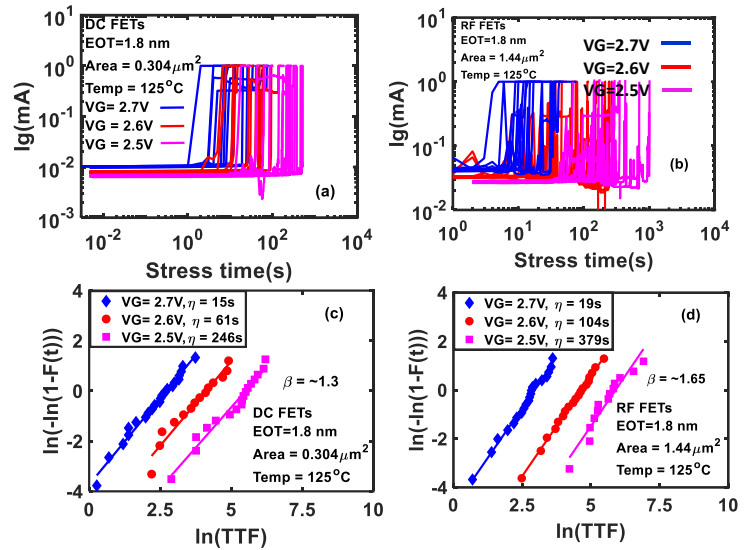 DC FETs
EOT=1.8 nm
Area = 0.304μm²
Temp = 125°C
VG= 2.7V
VG = 2.6V
VG = 2.5V
(a)
Ig(mA)
10¹
10⁰
10⁻¹
10⁻²
10⁻³
10⁻² 10⁰ 10² 10⁴
Stress time(s)
RF FETs
EOT=1.8 nm
Area = 1.44μm²
Temp = 125°C
VG=2.7V
VG=2.6V
VG=2.5V
(b)
Ig(mA)
10¹
10⁰
10⁻¹
10⁻²
10⁰ 10¹ 10² 10³ 10⁴
Stress time(s)
VG= 2.7V, η = 15s
VG= 2.6V, η = 61s
VG= 2.5V, η = 246s
(c)
β = ~1.3
DC FETs
EOT=1.8 nm
Area = 0.304μm²
Temp = 125°C
ln(-ln(1-F(t)))
4
2
0
-2
-4
0 2.5 5 7.5 10
ln(TTF)
VG= 2.7V, η = 19s
VG= 2.6V, η = 104s
VG= 2.5V, η = 379s
(d)
β = ~1.65
RF FETs
EOT=1.8 nm
Area = 1.44μm²
Temp = 125°C
ln(-ln(1-F(t)))
4
2
0
-2
-4
0 2.5 5 7.5 10
ln(TTF)